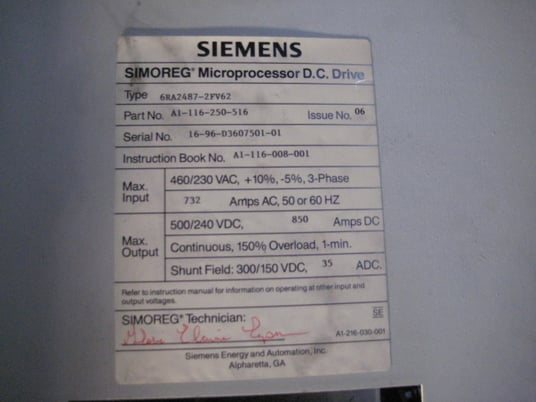 SIEMENS
SIMOREG® Microprocessor D.C. Drive
Type 6RA2487-2FV62
Part No. A1-116-250-516 Issue No. 06
Serial No. 16-96-D3607501-01
Instruction Book No. A1-116-008-001
Max. Input
460/230 VAC, +10%, -5%, 3-Phase
732 Amps AC, 50 or 60 HZ
Max. Output
500/240 VDC, 850 Amps DC
Continuous, 150% Overload, 1-min.
Shunt Field: 300/150 VDC, 35 ADC.
Refer to instruction manual for information on operating at other input and
output voltages.
SIMOREG® Technician:
SE
Elaine
A1-216-030-001
Siemens Energy and Automation, Inc.
Alpharetta, GA